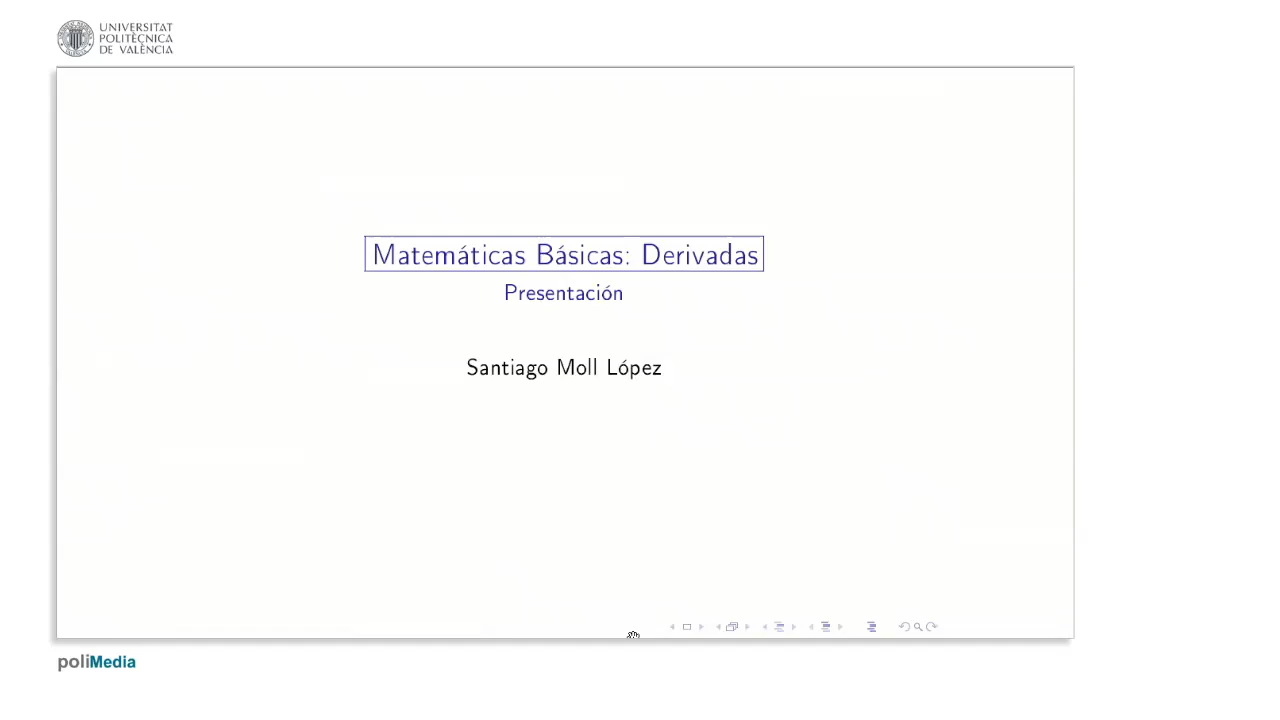 UNIVERSITAT
POLITÈCNICA
DE VALÈNCIA
Matemáticas Básicas: Derivadas
Presentación
Santiago Moll López
poliMedia